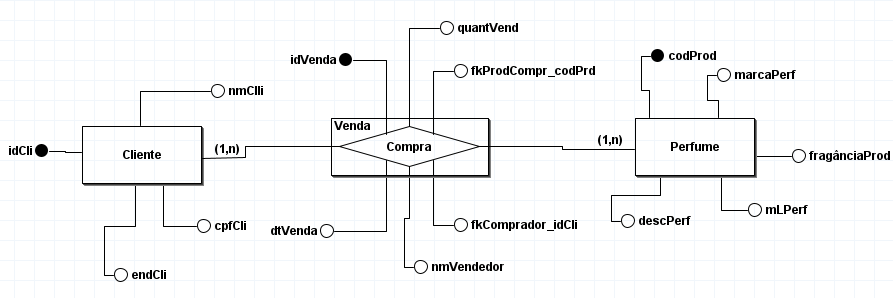 quantVend
idVenda
fkProdCompr_codPrd
codProd
marcaPerf
nmClli
Venda
idCli
Cliente
(1,n)
Compra
(1,n)
Perfume
fragânciaProd
cpfCli
dtVenda
fkComprador_idCli
descPerf
mLPerf
endCli
nmVendedor